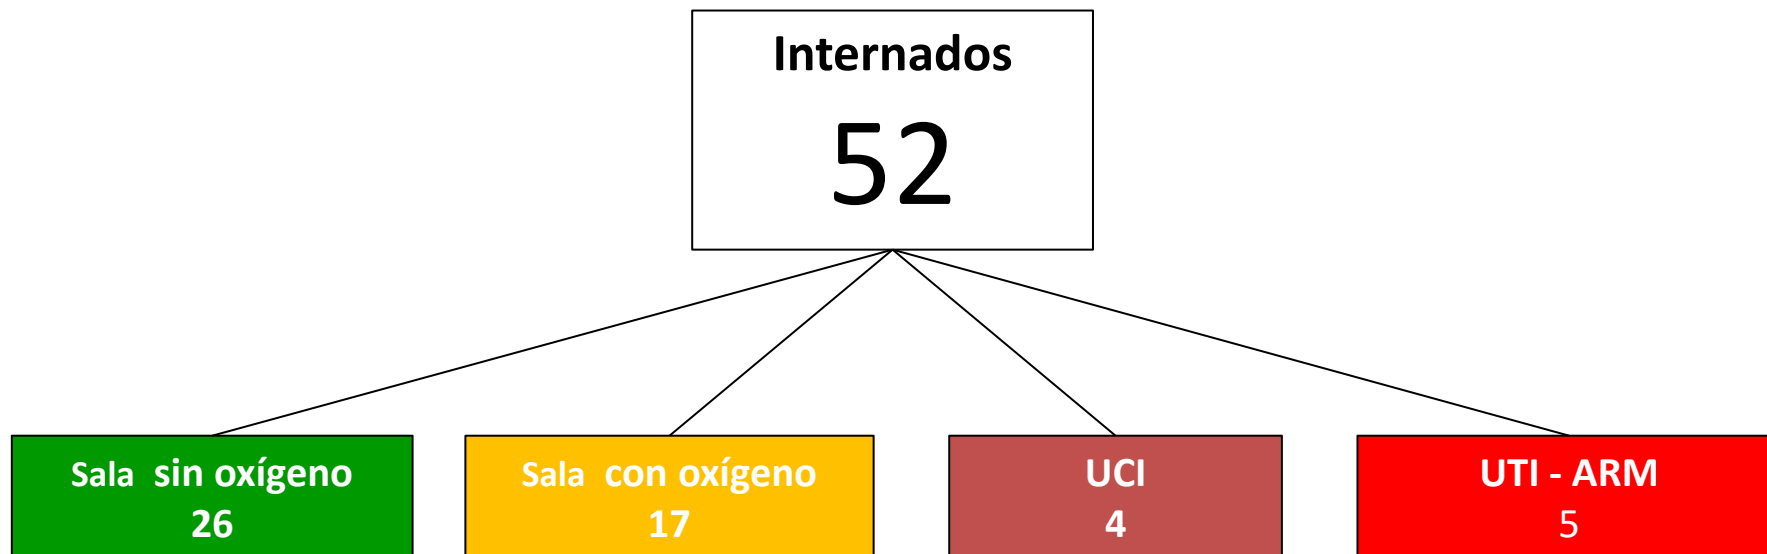 Internados
52
Sala sin oxígeno
26
Sala con oxígeno
17
UCI
4
UTI - ARM
5